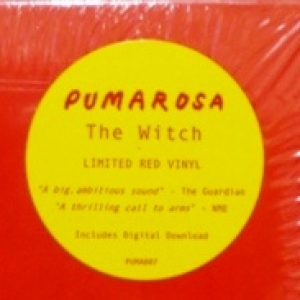 PUMAROSA
The Witch
LIMITED RED VINYL
"A big, ambitious sound" - The Guardian
"A thrilling call to arms" - NME
Includes Digital Download
PUMA007